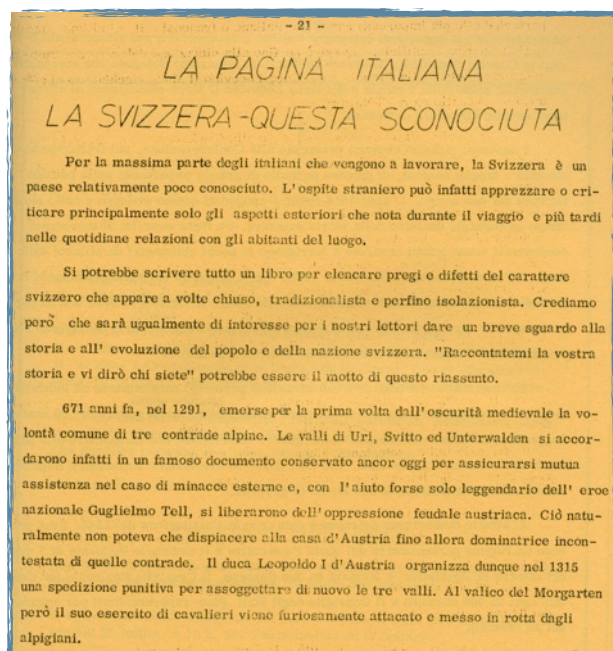 - 21 -
LA PAGINA ITALIANA
LA SVIZZERA - QUESTA SCONOCIUTA
Per la massima parte degli italiani che vengono a lavorare, la Svizzera è un
paese relativamente poco conosciuto. L'ospite straniero può infatti apprezzare o cri-
ticare principalmente solo gli aspetti esteriori che nota durante il viaggio e più tardi
nelle quotidiane relazioni con gli abitanti del luogo.
Si potrebbe scrivere tutto un libro per elencare pregi e difetti del carattere
svizzero che appare a volte chiuso, tradizionalista e perfino isolazionista. Crediamo
però che sarà ugualmente di interesse per i nostri lettori dare un breve sguardo alla
storia e all' evoluzione del popolo e della nazione svizzera. "Raccontatemi la vostra
storia e vi dirò chi siete" potrebbe essere il motto di questo riassunto.
671 anni fa, nel 1291, emerse per la prima volta dall'oscurità medievale la vo-
lontà comune di tre contrade alpine. Le valli di Uri, Svitto ed Unterwalden si accor-
darono infatti in un famoso documento conservato ancor oggi per assicurarsi mutua
assistenza nel caso di minacce esterne e, con l'aiuto forse solo leggendario dell' eroe
nazionale Guglielmo Tell, si liberarono dell'oppressione feudale austriaca. Ciò natu-
ralmente non poteva che dispiacere alla casa d'Austria fino allora dominatrice incon-
testata di quelle contrade. Il duca Leopoldo I d'Austria organizza dunque nel 1315
una spedizione punitiva per assoggettare di nuovo le tre valli. Al valico del Morgarten
però il suo esercito di cavalieri viene furiosamente attacato e messo in rotta dagli
alpigiani.